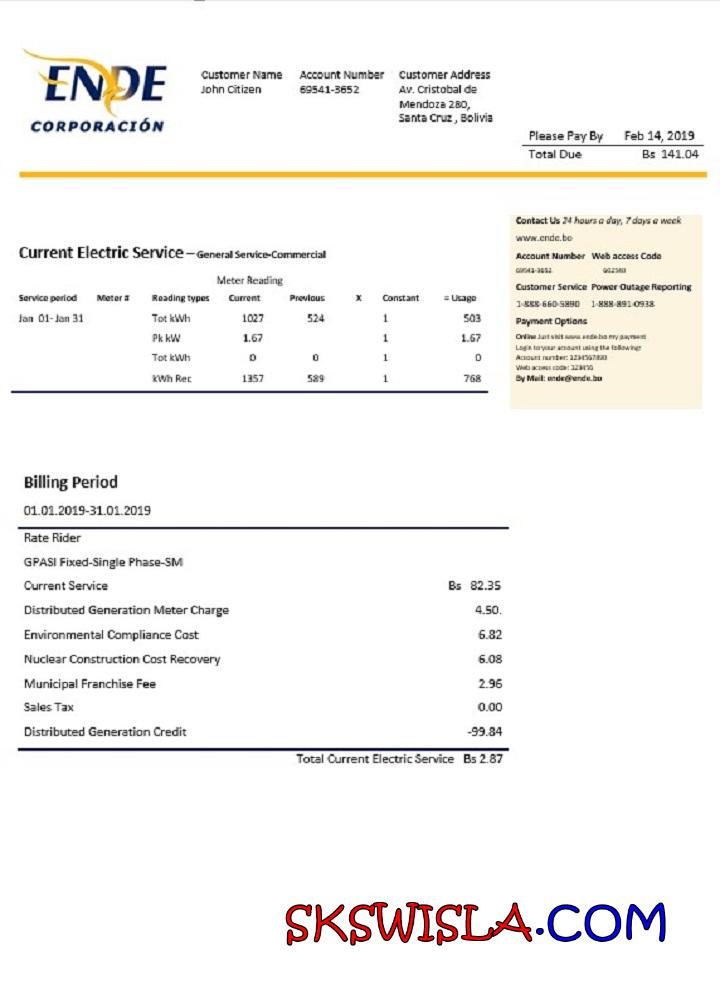 ENDE
CORPORACIÓN
Customer Name Account Number Customer Address
John Citizen 69541-3652 Av. Cristobal de
Mendoza 280,
Santa Cruz , Bolivia
Please Pay By Feb 14, 2019
Total Due Bs 141.04
Contact Us 24 hours a day, 7 days a week
www.ende.bo
Account Number Web access Code
69541-3652
Customer Service Power Outage Reporting
1-888-660-5890 1-888-891-0938
Payment Options
Online Just visit www.ende.bo my payment
Login to your account using the following:
Account number: 1234567890
Web access code: 123456
By Mail: ende@ende.bo
Current Electric Service – General Service-Commercial
Meter Reading
Service period Meter # Reading types Current Previous X Constant = Usage
Jan 01- Jan 31 Tot kWh 1027 524 1 503
Pk kW 1.67 1 1.67
Tot kWh 0 0 1 0
kWh Rec 1357 589 1 768
Billing Period
01.01.2019-31.01.2019
Rate Rider
GPASI Fixed-Single Phase-SM
Current Service Bs 82.35
Distributed Generation Meter Charge 4.50.
Environmental Compliance Cost 6.82
Nuclear Construction Cost Recovery 6.08
Municipal Franchise Fee 2.96
Sales Tax 0.00
Distributed Generation Credit -99.84
Total Current Electric Service Bs 2.87
SKSWISLA.COM